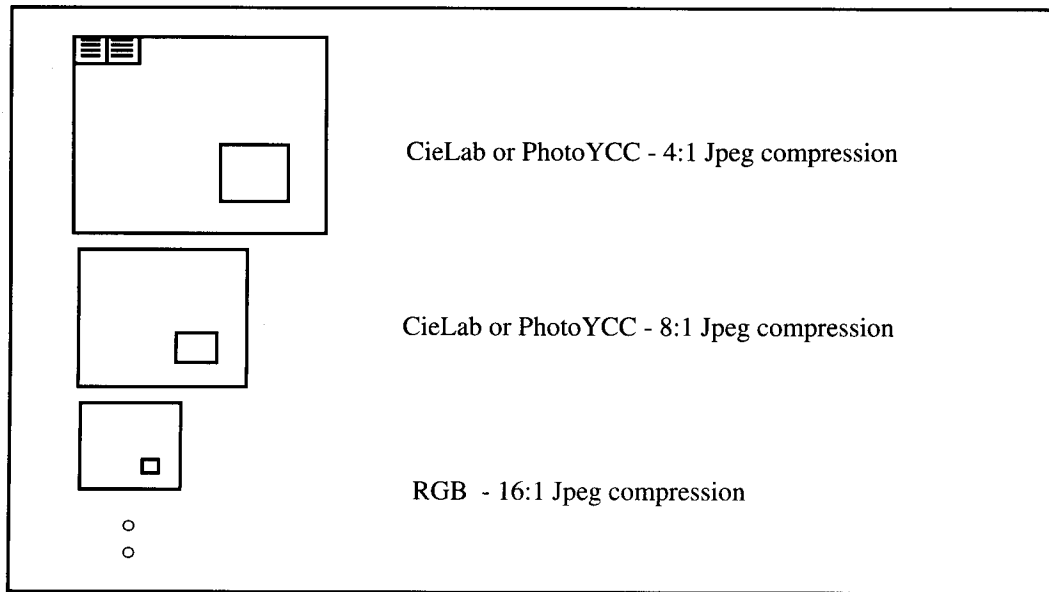 CieLab or PhotoYCC - 4:1 Jpeg compression
CieLab or PhotoYCC - 8:1 Jpeg compression
RGB - 16:1 Jpeg compression